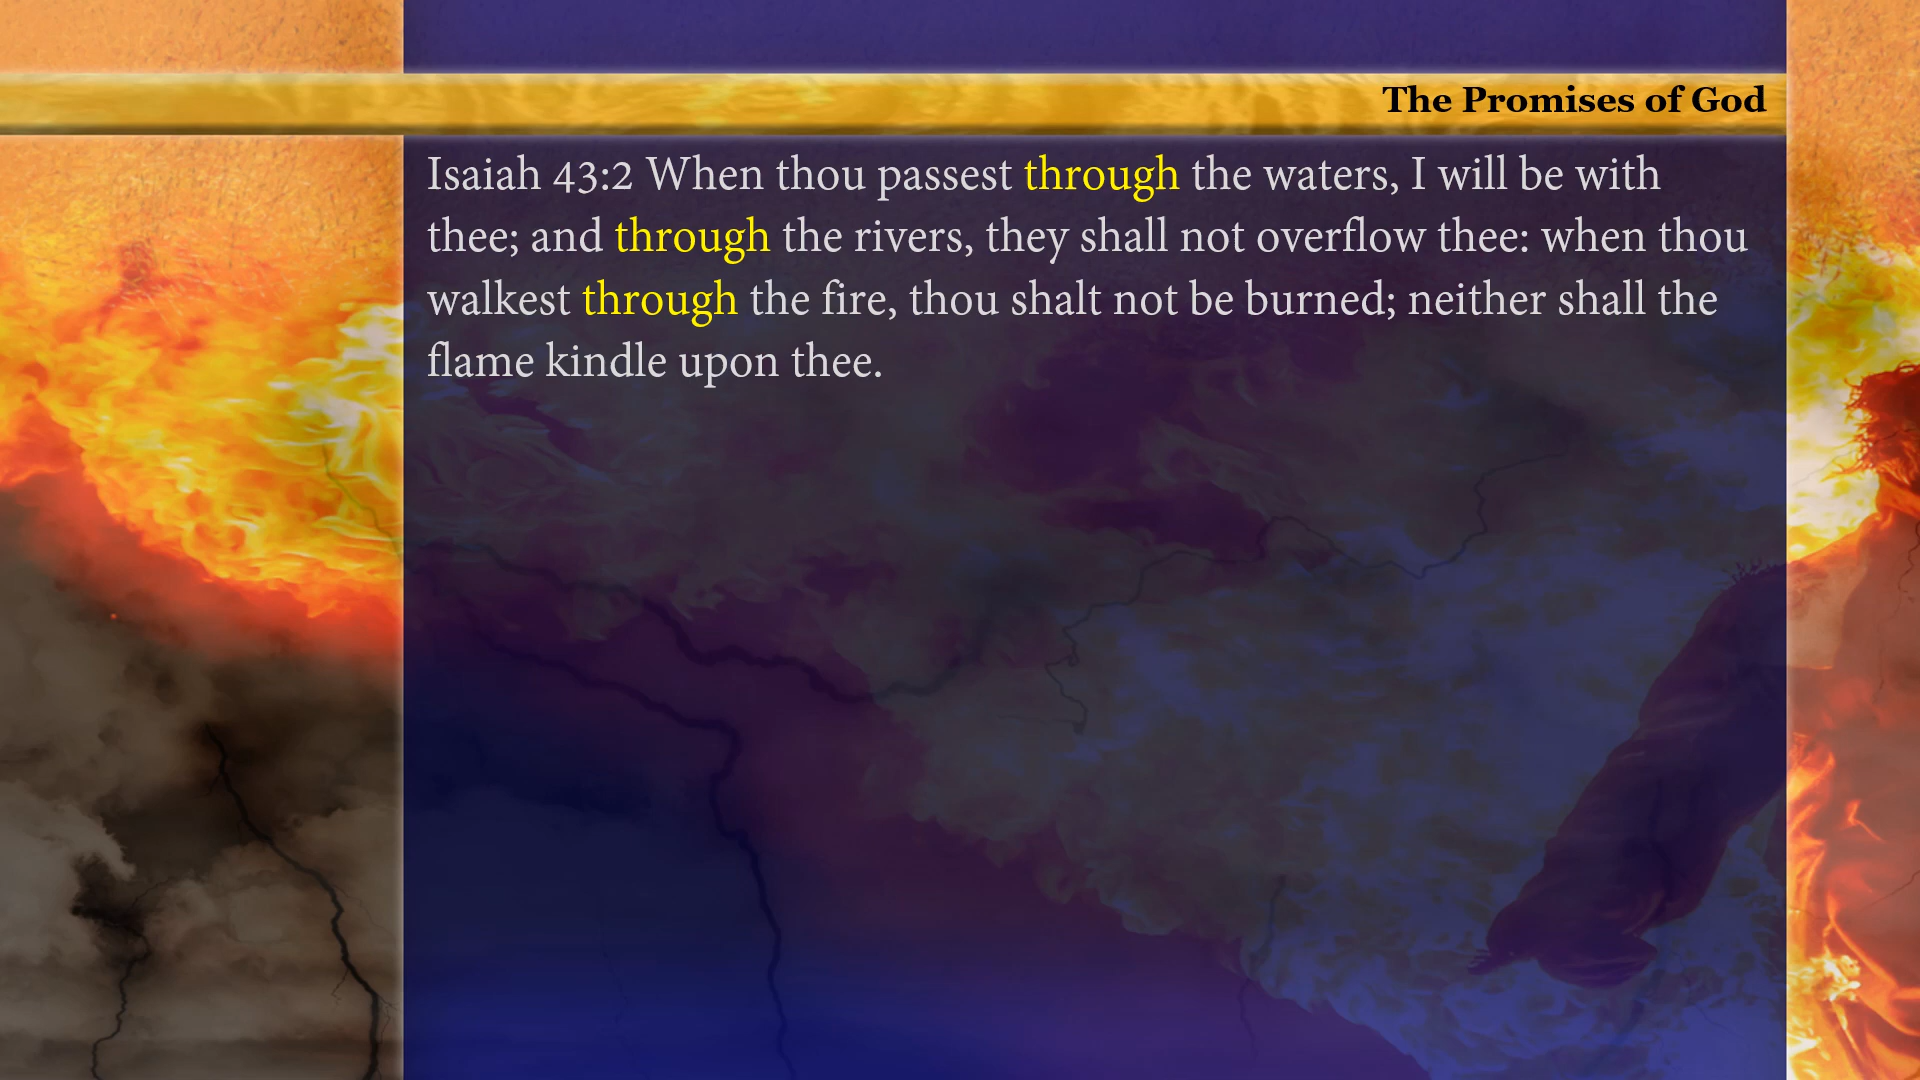 The Promises of God
Isaiah 43:2 When thou passest through the waters, I will be with
thee; and through the rivers, they shall not overflow thee: when thou
walkest through the fire, thou shalt not be burned; neither shall the
flame kindle upon thee.